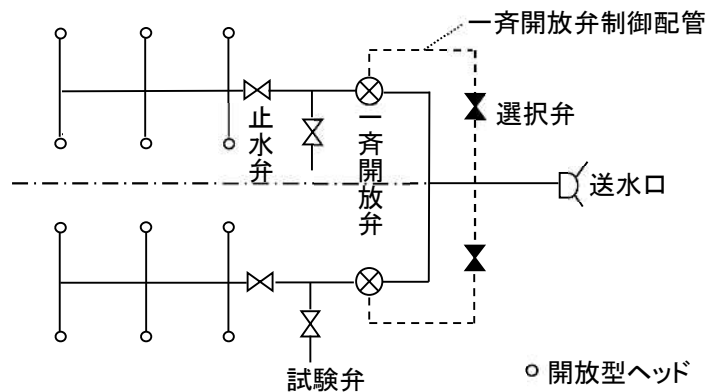 一斉開放弁制御配管
選択弁
止水弁
一斉開放弁
送水口
試験弁
開放型ヘッド